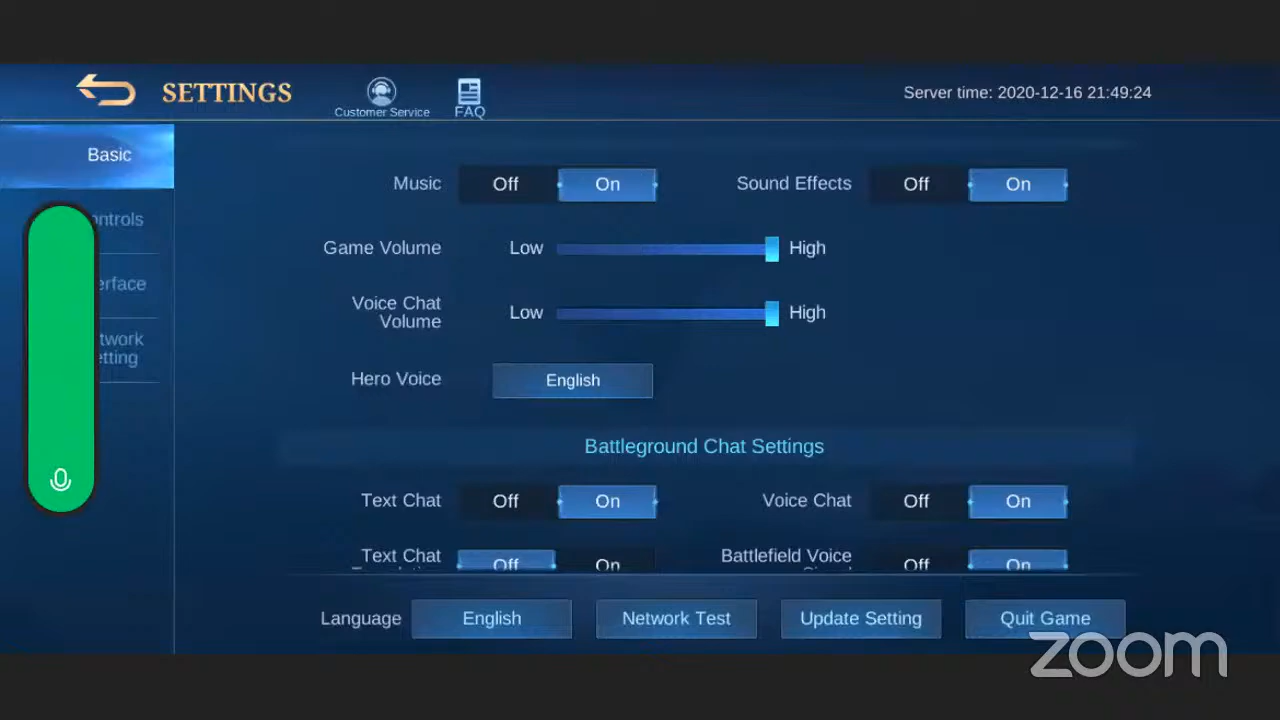 SETTINGS
Customer Service
FAQ
Server time: 2020-12-16 21:49:24
Basic
Music Off On Sound Effects Off On
Game Volume Low High
Voice Chat
Volume Low High
Hero Voice English
Battleground Chat Settings
Text Chat Off On Voice Chat Off On
Text Chat Off On Battlefield Voice Off On
Language English Network Test Update Setting Quit Game
zoom